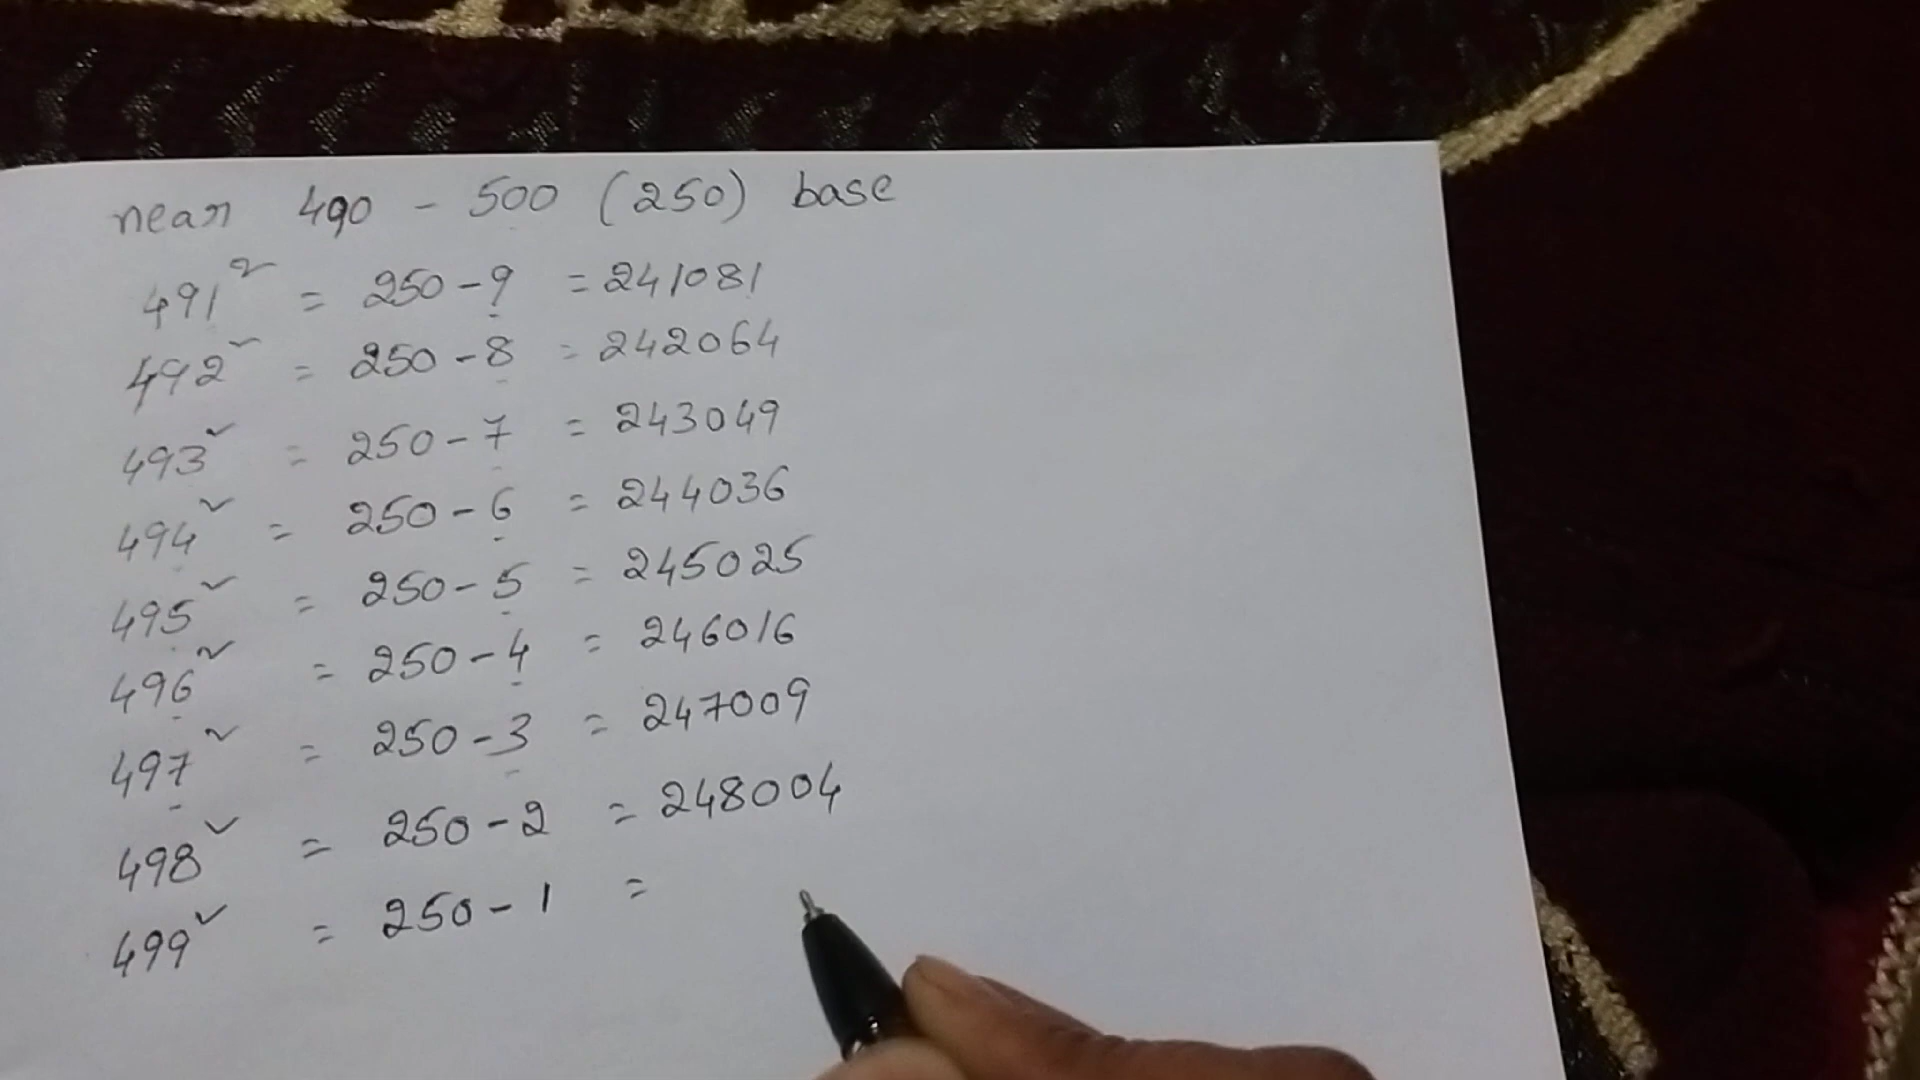 near 490 - 500 (250) base
491² = 250-9 = 241081
492² = 250-8 = 242064
493² = 250-7 = 243049
494² = 250-6 = 244036
495² = 250-5 = 245025
496² = 250-4 = 246016
497² = 250-3 = 247009
498² = 250-2 = 248004
499² = 250-1 =